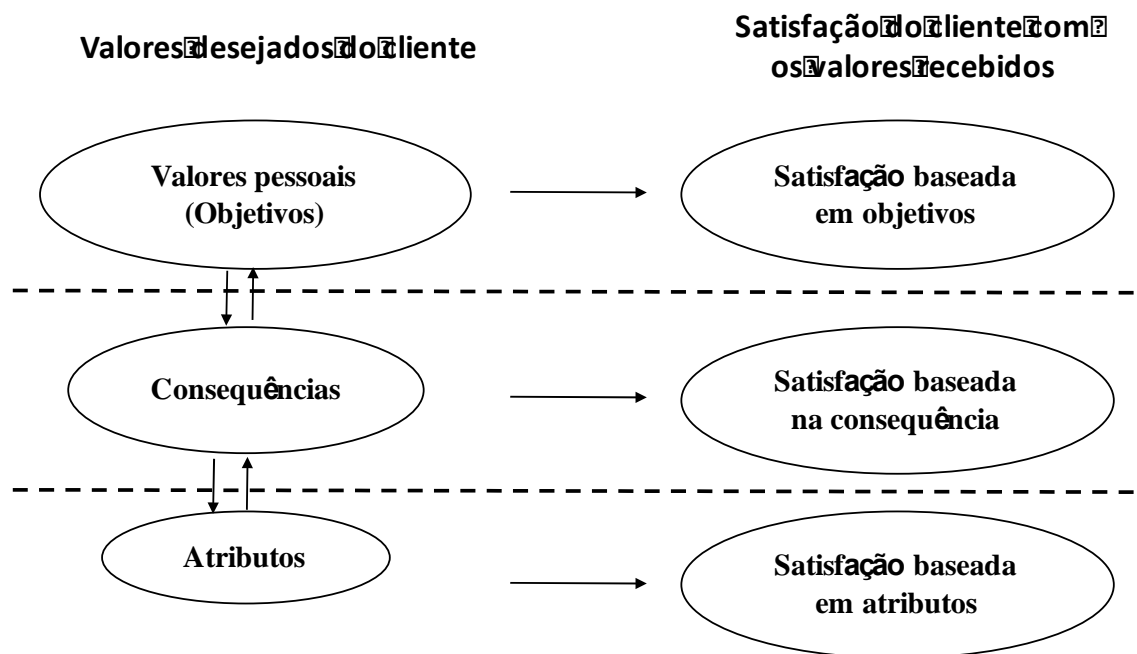 Valores desejados do cliente
Satisfação do cliente com
os valores recebidos
Valores pessoais
(Objetivos)
Satisfação baseada
em objetivos
Consequências
Satisfação baseada
na consequência
Atributos
Satisfação baseada
em atributos